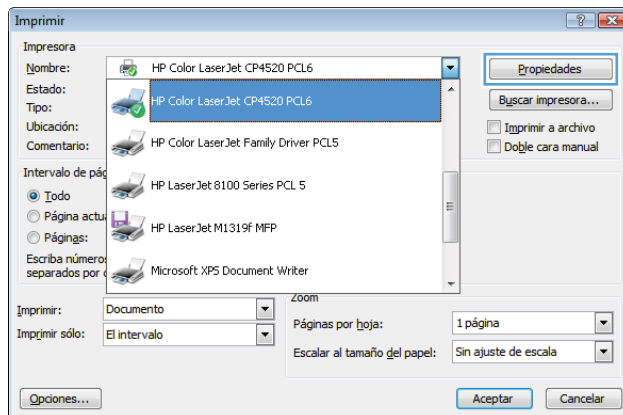 Imprimir
Impresora
Nombre: HP Color LaserJet CP4520 PCL6 Propiedades
Estado: HP Color LaserJet CP4520 PCL6
Tipo: Buscar impresora...
Ubicación: Imprimir a archivo
Comentario: HP Color LaserJet Family Driver PCL5 Doble cara manual
Intervalo de pág
HP LaserJet 8100 Series PCL 5
Todo
Página actu
HP LaserJet M1319f MFP
Páginas:
Escriba números
separados por c Microsoft XPS Document Writer
Zoom
Imprimir: Documento
Páginas por hoja: 1 página
Imprimir sólo: El intervalo
Escalar al tamaño del papel: Sin ajuste de escala
Opciones... Aceptar Cancelar